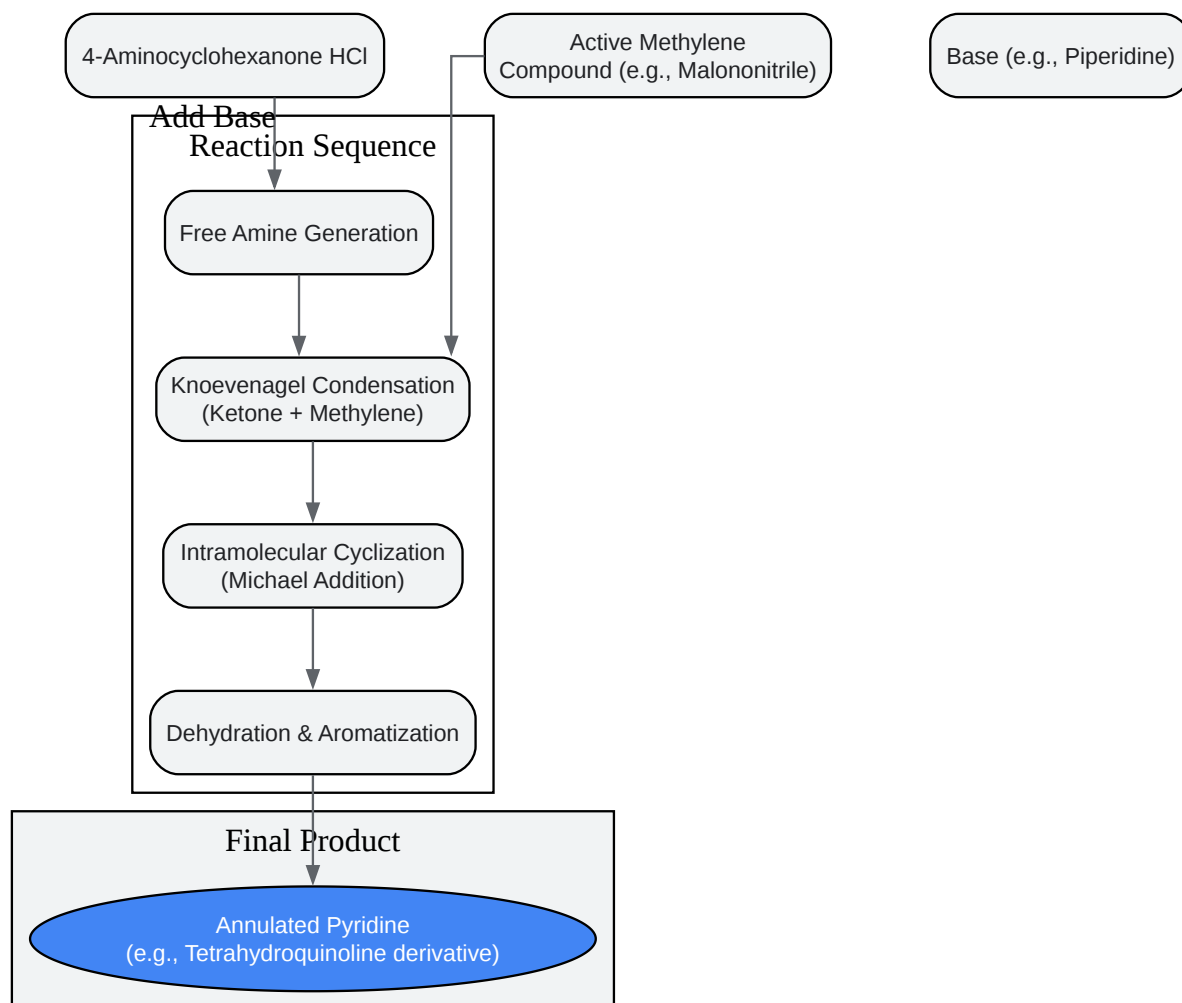 4-Aminocyclohexanone HCl
Active Methylene
Compound (e.g., Malononitrile)
Base (e.g., Piperidine)
Add Base
Reaction Sequence
Free Amine Generation
Knoevenagel Condensation
(Ketone + Methylene)
Intramolecular Cyclization
(Michael Addition)
Dehydration & Aromatization
Final Product
Annulated Pyridine
(e.g., Tetrahydroquinoline derivative)